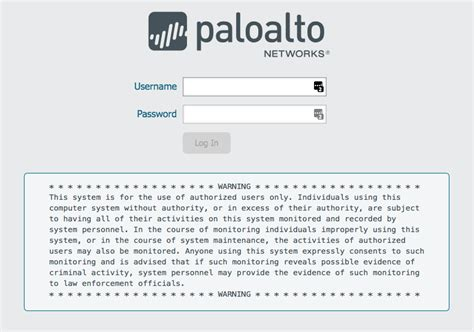 paloalto
NETWORKS®
Username
Password
Log In
* * * * * * * * * * * * * * * * * * WARNING * * * * * * * * * * * * * * * * * *
This system is for the use of authorized users only. Individuals using this
computer system without authority, or in excess of their authority, are subject
to having all of their activities on this system monitored and recorded by
system personnel. In the course of monitoring individuals improperly using this
system, or in the course of system maintenance, the activities of authorized
users may also be monitored. Anyone using this system expressly consents to such
monitoring and is advised that if such monitoring reveals possible evidence of
criminal activity, system personnel may provide the evidence of such monitoring
to law enforcement officials.
* * * * * * * * * * * * * * * * * * WARNING * * * * * * * * * * * * * * * * * *